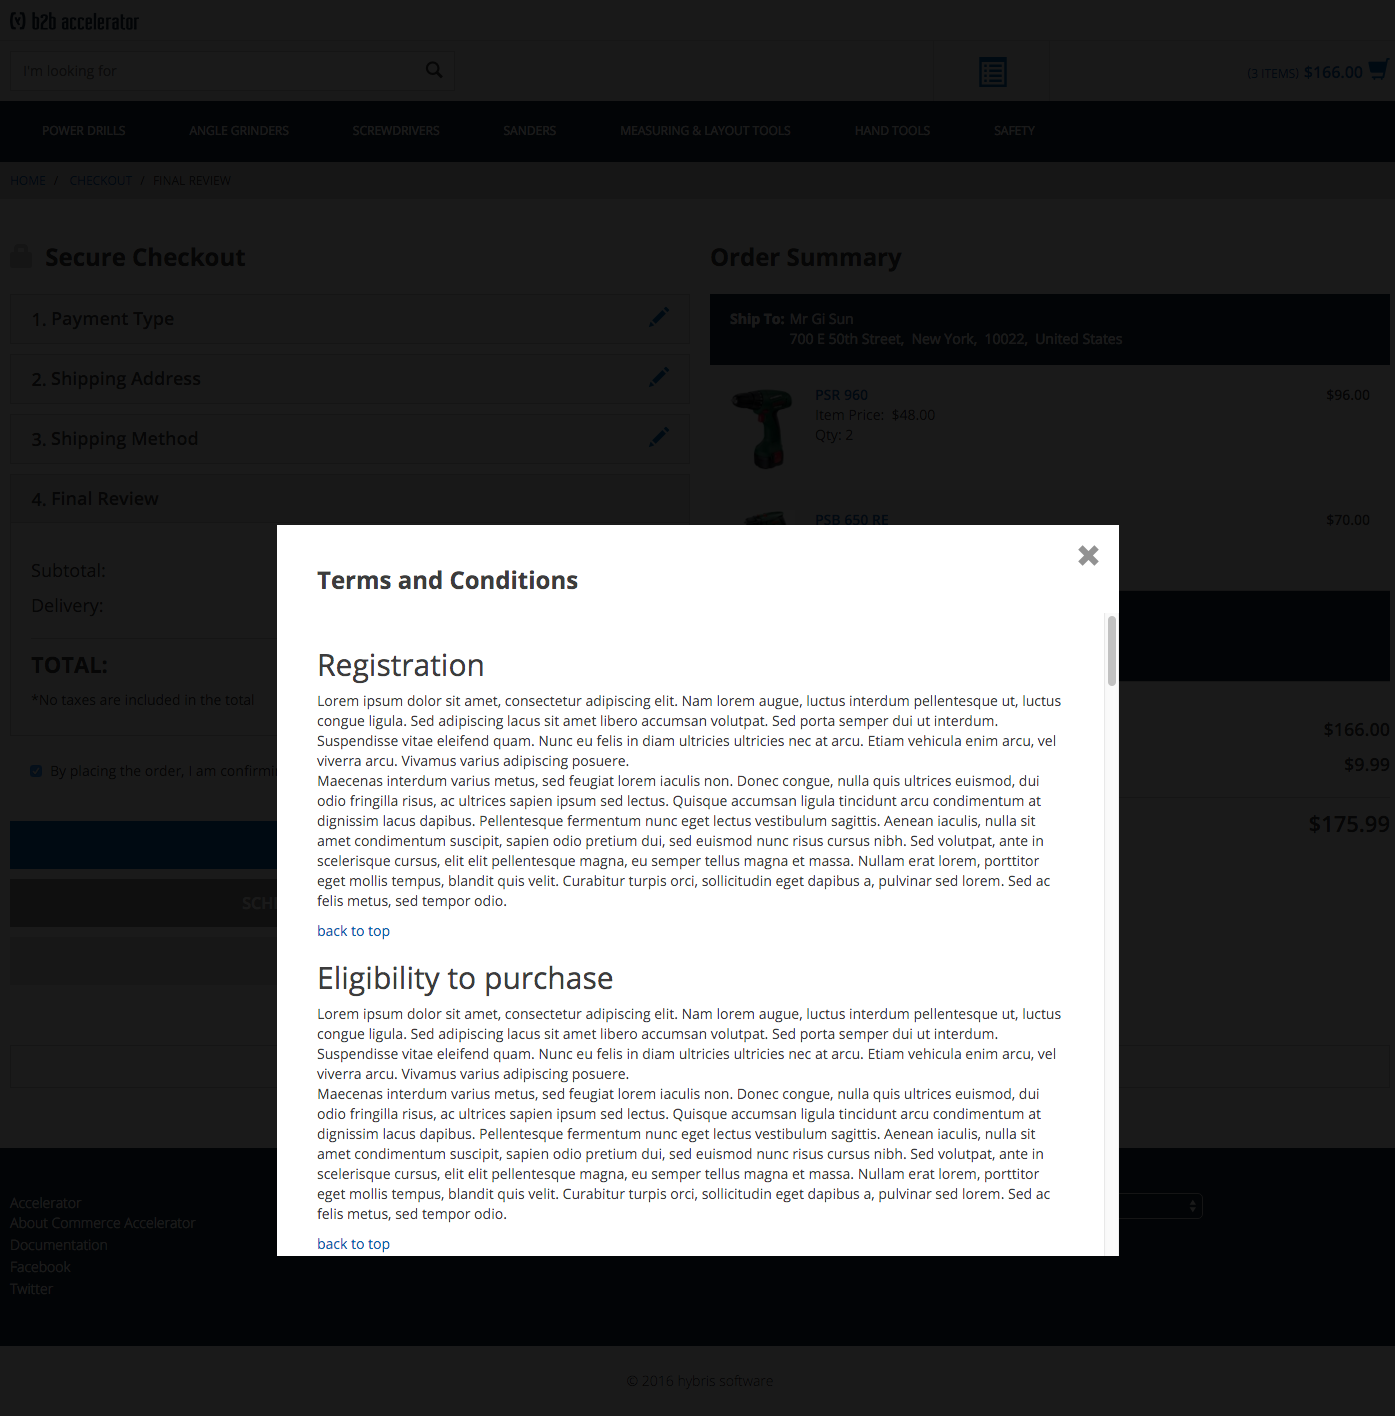 b2b accelerator
I'm looking for
(3 ITEMS) $166.00
POWER DRILLS ANGLE GRINDERS SCREWDRIVERS SANDERS MEASURING & LAYOUT TOOLS HAND TOOLS SAFETY
HOME / CHECKOUT / FINAL REVIEW
Secure Checkout
1. Payment Type
2. Shipping Address
3. Shipping Method
4. Final Review
Subtotal:
Delivery:
TOTAL:
*No taxes are included in the total
By placing the order, I am
Order Summary
Ship To: Mr Gi Sun
700 E 50th Street, New York, 10022, United States
PSR 960 $96.00
Item Price: $48.00
Qty: 2
PSB 650 RE $70.00
$166.00
$9.99
$175.99
Terms and Conditions
Registration
Lorem ipsum dolor sit amet, consectetur adipiscing elit. Nam lorem augue, luctus interdum pellentesque ut, luctus
congue ligula. Sed adipiscing lacus sit amet libero accumsan volutpat. Sed porta semper dui ut interdum.
Suspendisse vitae eleifend quam. Nunc eu felis in diam ultricies ultricies nec at arcu. Etiam vehicula enim arcu, vel
viverra arcu. Vivamus varius adipiscing posuere.
Maecenas interdum varius metus, sed feugiat lorem iaculis non. Donec congue, nulla quis ultrices euismod, dui
odio fringilla risus, ac ultrices sapien ipsum sed lectus. Quisque accumsan ligula tincidunt arcu condimentum at
dignissim lacus dapibus. Pellentesque fermentum nunc eget lectus vestibulum sagittis. Aenean iaculis, nulla sit
amet condimentum suscipit, sapien odio pretium dui, sed euismod nunc risus cursus nibh. Sed volutpat, ante in
scelerisque cursus, elit elit pellentesque magna, eu semper tellus magna et massa. Nullam erat lorem, porttitor
eget mollis tempus, blandit quis velit. Curabitur turpis orci, sollicitudin eget dapibus a, pulvinar sed lorem. Sed ac
felis metus, sed tempor odio.
back to top
Eligibility to purchase
Lorem ipsum dolor sit amet, consectetur adipiscing elit. Nam lorem augue, luctus interdum pellentesque ut, luctus
congue ligula. Sed adipiscing lacus sit amet libero accumsan volutpat. Sed porta semper dui ut interdum.
Suspendisse vitae eleifend quam. Nunc eu felis in diam ultricies ultricies nec at arcu. Etiam vehicula enim arcu, vel
viverra arcu. Vivamus varius adipiscing posuere.
Maecenas interdum varius metus, sed feugiat lorem iaculis non. Donec congue, nulla quis ultrices euismod, dui
odio fringilla risus, ac ultrices sapien ipsum sed lectus. Quisque accumsan ligula tincidunt arcu condimentum at
dignissim lacus dapibus. Pellentesque fermentum nunc eget lectus vestibulum sagittis. Aenean iaculis, nulla sit
amet condimentum suscipit, sapien odio pretium dui, sed euismod nunc risus cursus nibh. Sed volutpat, ante in
scelerisque cursus, elit elit pellentesque magna, eu semper tellus magna et massa. Nullam erat lorem, porttitor
eget mollis tempus, blandit quis velit. Curabitur turpis orci, sollicitudin eget dapibus a, pulvinar sed lorem. Sed ac
felis metus, sed tempor odio.
back to top
Accelerator
About Commerce Accelerator
Documentation
Facebook
Twitter
© 2016 hybris software